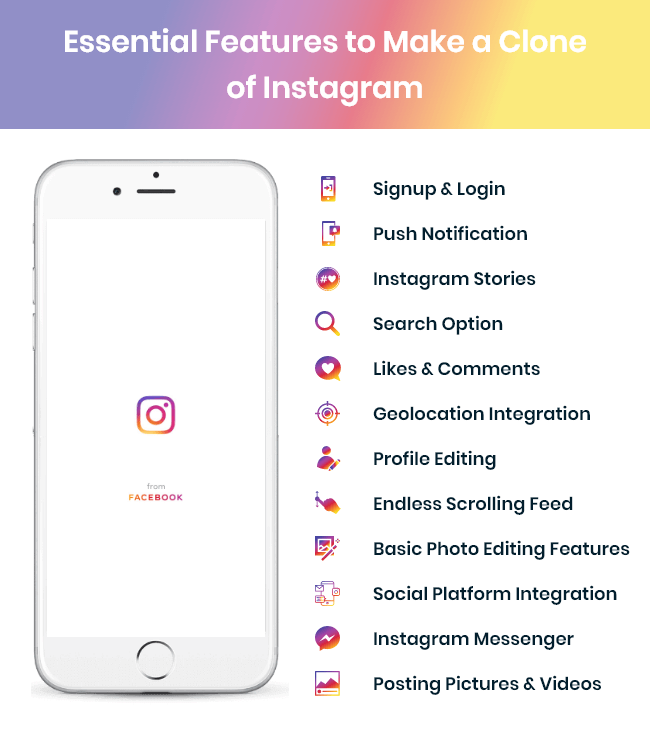 Essential Features to Make a Clone
of Instagram
Signup & Login
Push Notification
Instagram Stories
Search Option
Likes & Comments
Geolocation Integration
Profile Editing
Endless Scrolling Feed
Basic Photo Editing Features
Social Platform Integration
Instagram Messenger
Posting Pictures & Videos
from
FACEBOOK